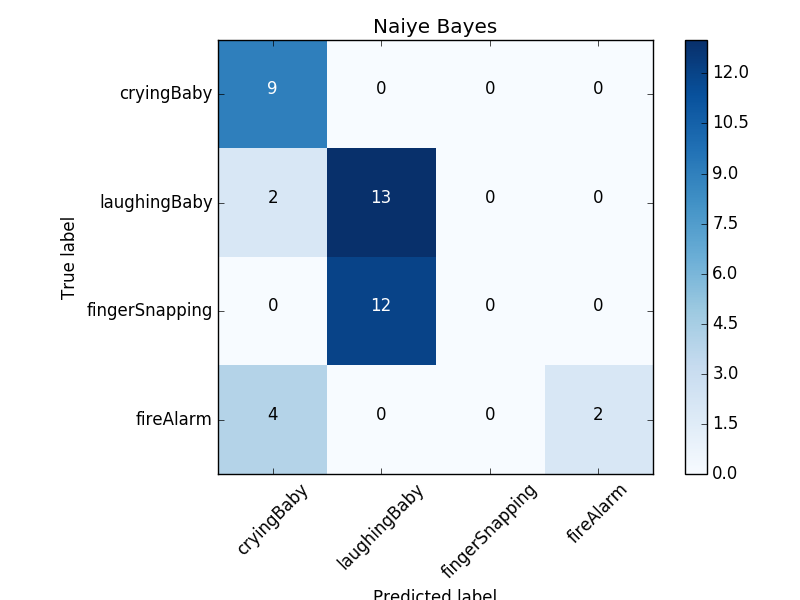 Naiye Bayes
cryingBaby 9 0 0 0
laughingBaby 2 13 0 0
fingerSnapping 0 12 0 0
fireAlarm 4 0 0 2
True label
cryingBaby laughingBaby fingerSnapping fireAlarm
Predicted label
12.0
10.5
9.0
7.5
6.0
4.5
3.0
1.5
0.0